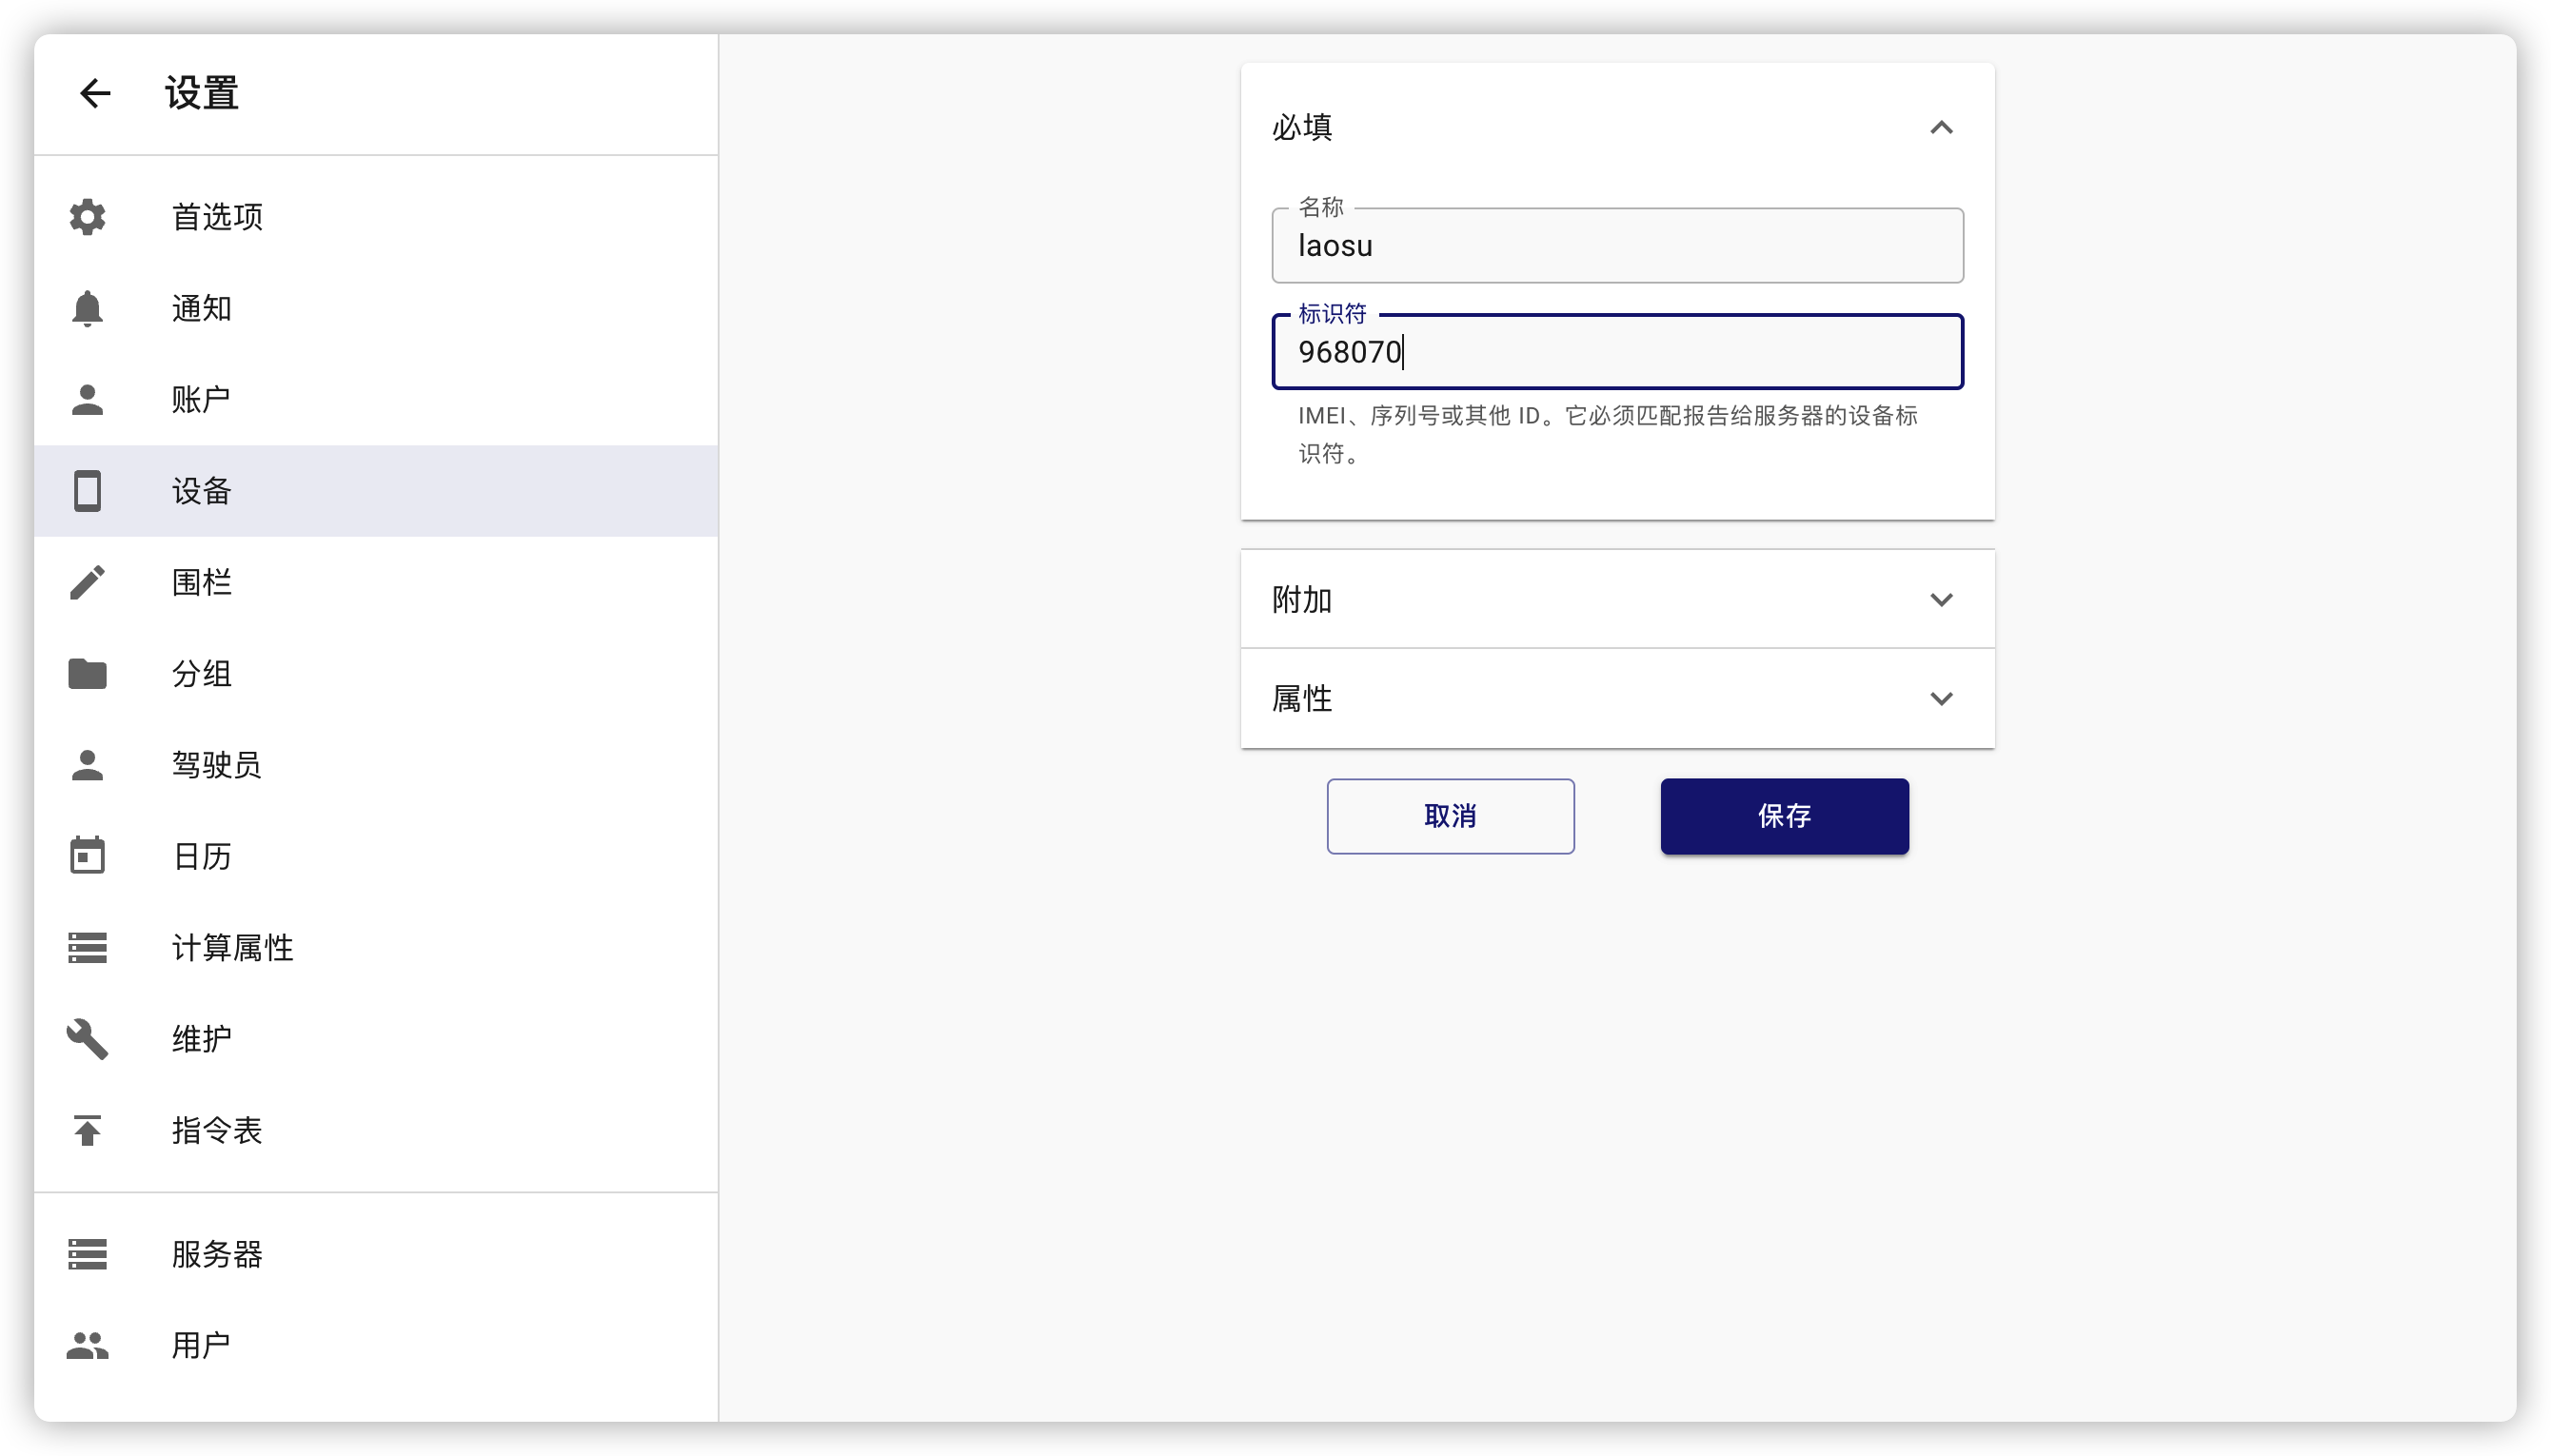 设置
首选项
通知
账户
设备
围栏
分组
驾驶员
日历
计算属性
维护
指令表
服务器
用户
必填
名称
laosu
标识符
968070
IMEI、序列号或其他 ID。它必须匹配报告给服务器的设备标
识符。
附加
属性
取消
保存